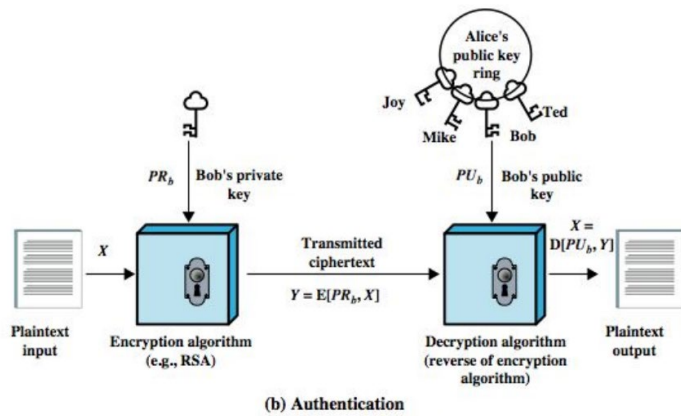 Alice's
public key
ring
Joy
Ted
Mike
Bob
PRb
Bob's private
key
PUb
Bob's public
key
X
Transmitted
ciphertext
X =
D[PUb, Y]
Y = E[PRb, X]
Plaintext
input
Encryption algorithm
(e.g., RSA)
Decryption algorithm
(reverse of encryption
algorithm)
Plaintext
output
(b) Authentication